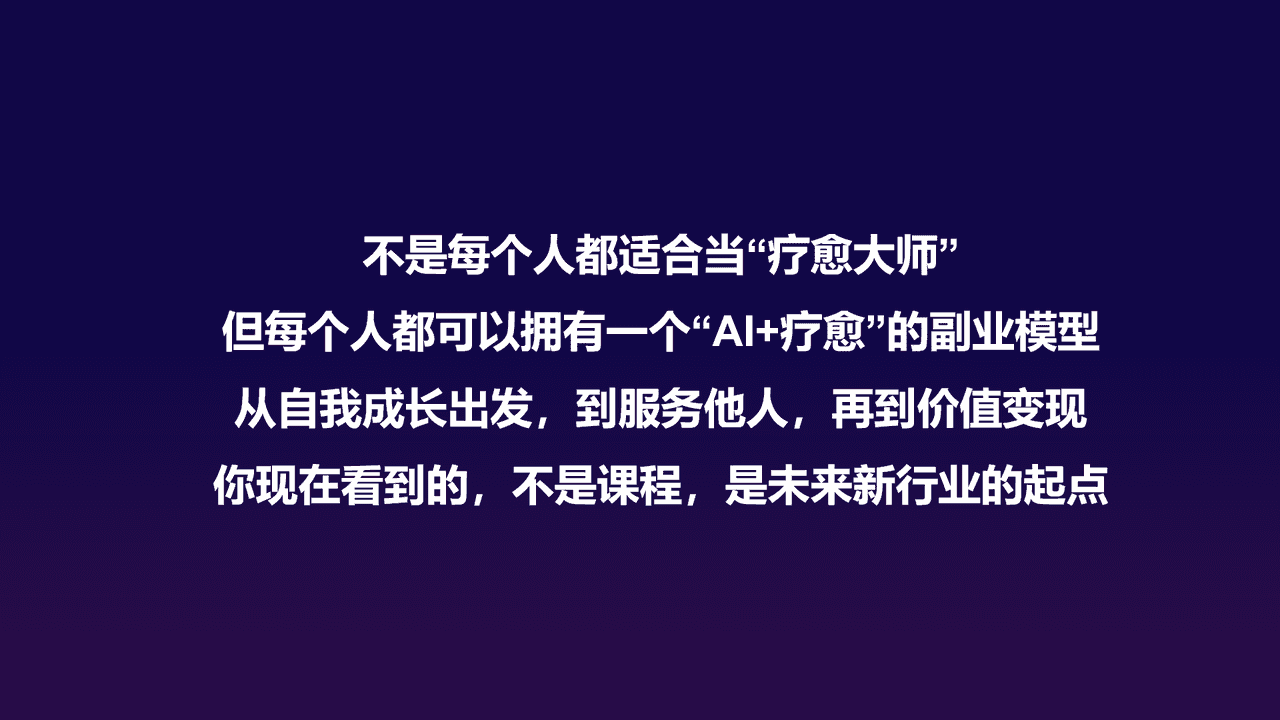 不是每个人都适合当“疗愈大师”
但每个人都可以拥有一个“AI+疗愈”的副业模型
从自我成长出发，到服务他人，再到价值变现
你现在看到的，不是课程，是未来新行业的起点